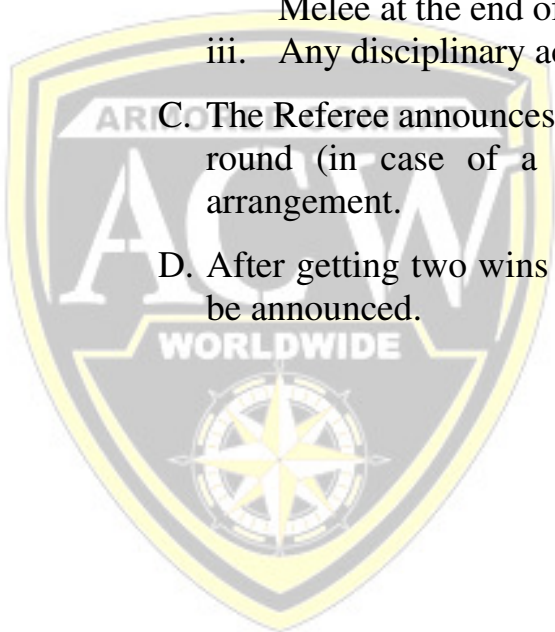 Melee at the end of
iii. Any disciplinary ac
C. The Referee announces
round (in case of a
arrangement.
D. After getting two wins
be announced.
ARMORED COMBAT
ACW
WORLDWIDE